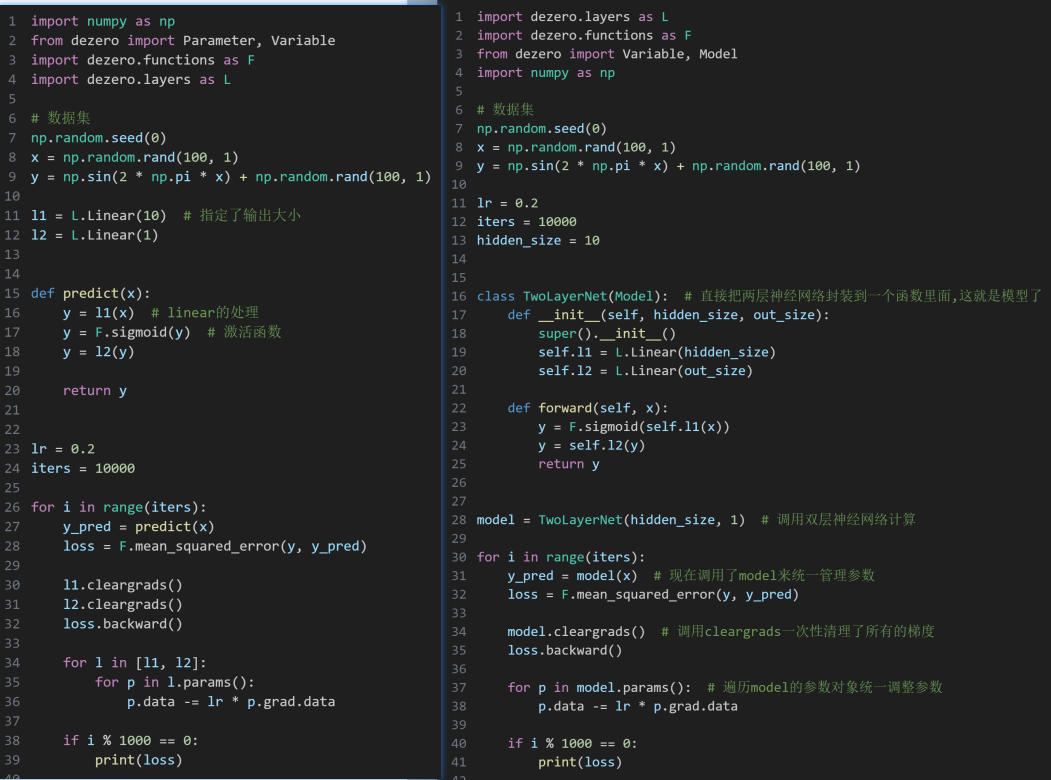 1 import numpy as np
2 from dezero import Parameter, Variable
3 import dezero.functions as F
4 import dezero.layers as L
5
6 # 数据集
7 np.random.seed(0)
8 x = np.random.rand(100, 1)
9 y = np.sin(2 * np.pi * x) + np.random.rand(100, 1)
10
11 l1 = L.Linear(10)  # 指定了输出大小
12 l2 = L.Linear(1)
13
14
15 def predict(x):
16     y = l1(x)  # linear的处理
17     y = F.sigmoid(y)  # 激活函数
18     y = l2(y)
19
20     return y
21
22
23 lr = 0.2
24 iters = 10000
25
26 for i in range(iters):
27     y_pred = predict(x)
28     loss = F.mean_squared_error(y, y_pred)
29
30     l1.cleargrads()
31     l2.cleargrads()
32     loss.backward()
33
34     for l in [l1, l2]:
35         for p in l.params():
36             p.data -= lr * p.grad.data
37
38     if i % 1000 == 0:
39         print(loss)
1 import dezero.layers as L
2 import dezero.functions as F
3 from dezero import Variable, Model
4 import numpy as np
5
6 # 数据集
7 np.random.seed(0)
8 x = np.random.rand(100, 1)
9 y = np.sin(2 * np.pi * x) + np.random.rand(100, 1)
10
11 lr = 0.2
12 iters = 10000
13 hidden_size = 10
14
15
16 class TwoLayerNet(Model):  # 直接把两层神经网络封装到一个函数里面,这就是模型了
17     def __init__(self, hidden_size, out_size):
18         super().__init__()
19         self.l1 = L.Linear(hidden_size)
20         self.l2 = L.Linear(out_size)
21
22     def forward(self, x):
23         y = F.sigmoid(self.l1(x))
24         y = self.l2(y)
25         return y
26
27
28 model = TwoLayerNet(hidden_size, 1)  # 调用双层神经网络计算
29
30 for i in range(iters):
31     y_pred = model(x)  # 现在调用了model来统一管理参数
32     loss = F.mean_squared_error(y, y_pred)
33
34     model.cleargrads()  # 调用cleargrads一次性清理了所有的梯度
35     loss.backward()
36
37     for p in model.params():  # 遍历model的参数对象统一调整参数
38         p.data -= lr * p.grad.data
39
40     if i % 1000 == 0:
41         print(loss)